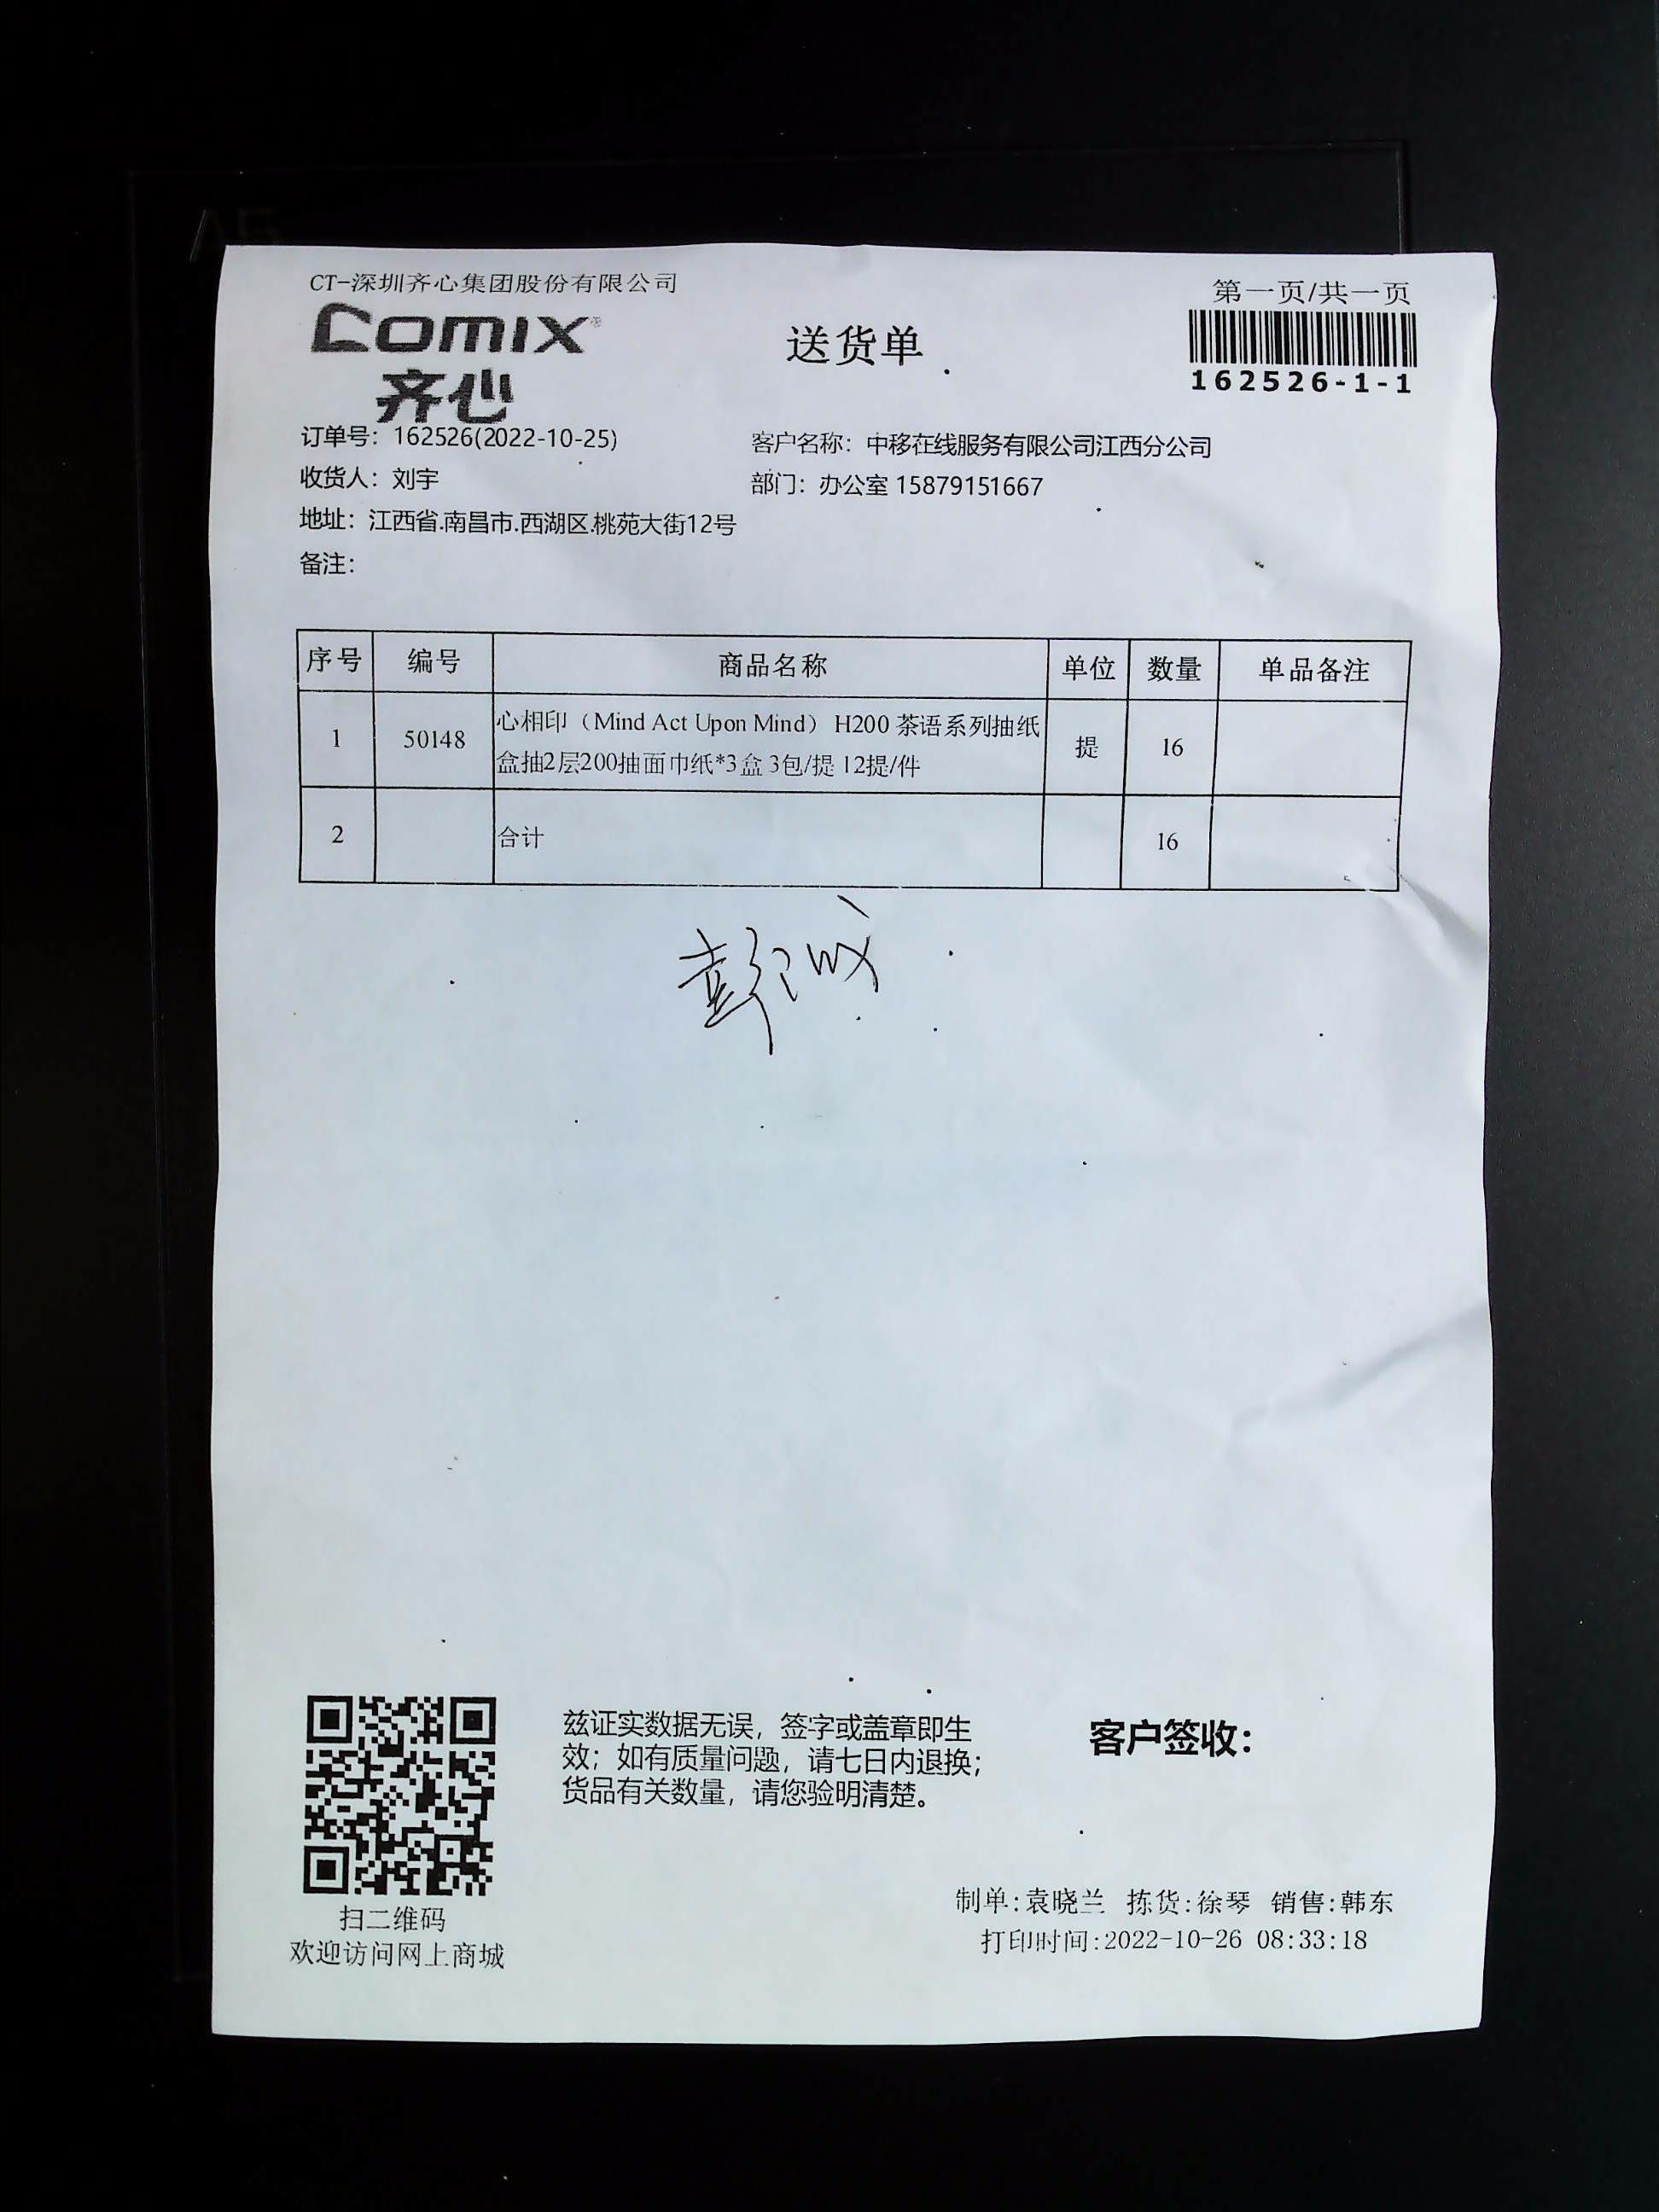 CT-深圳齐心集团股份有限公司
第一页/共一页
comix
齐心
送货单
162526-1-1
订单号：162526(2022-10-25)
客户名称：中移在线服务有限公司江西分公司
收货人：刘宇
部门：办公室 15879151667
地址：江西省.南昌市.西湖区.桃苑大街12号
备注：
序号 编号 商品名称 单位 数量 单品备注
1 50148 心相印（Mind Act Upon Mind） H200 茶语系列抽纸 提 16
盒抽2层200抽面巾纸*3盒 3包/提 12提/件
2 合计 16
兹证实数据无误，签字或盖章即生
效；如有质量问题，请七日内退换；
货品有关数量，请您验明清楚。
客户签收：
扫二维码
欢迎访问网上商城
制单:袁晓兰 拣货:徐琴 销售:韩东
打印时间:2022-10-26 08:33:18